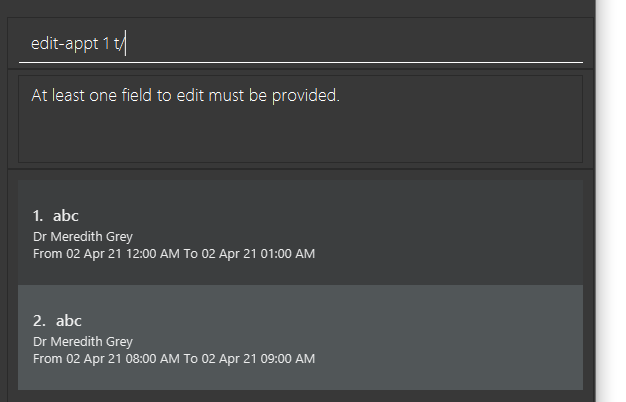 edit-appt 1 t/
At least one field to edit must be provided.
1. abc
Dr Meredith Grey
From 02 Apr 21 12:00 AM To 02 Apr 21 01:00 AM
2. abc
Dr Meredith Grey
From 02 Apr 21 08:00 AM To 02 Apr 21 09:00 AM